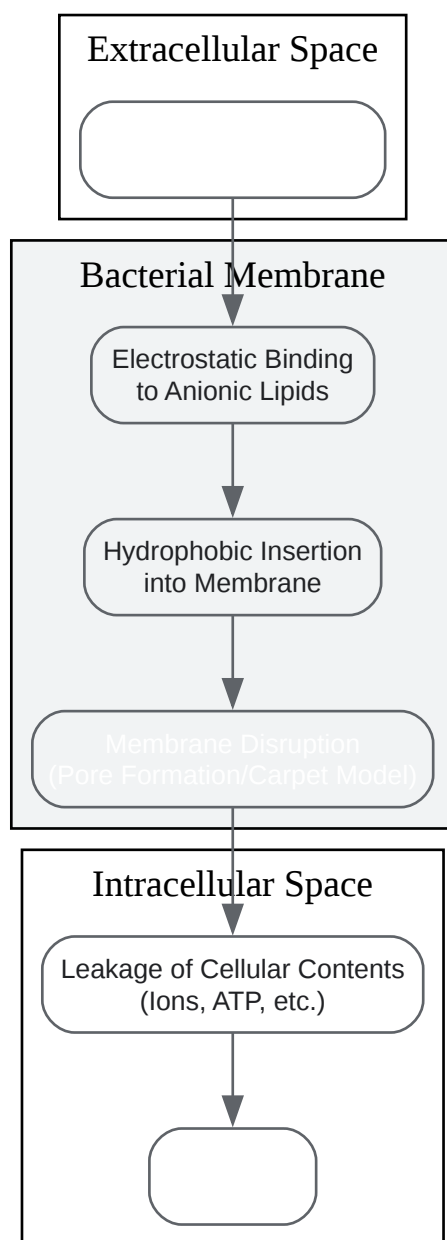 Extracellular Space
Bacterial Membrane
Electrostatic Binding
to Anionic Lipids
Hydrophobic Insertion
into Membrane
Membrane Disruption
(Pore Formation/Carpet Model)
Intracellular Space
Leakage of Cellular Contents
(Ions, ATP, etc.)